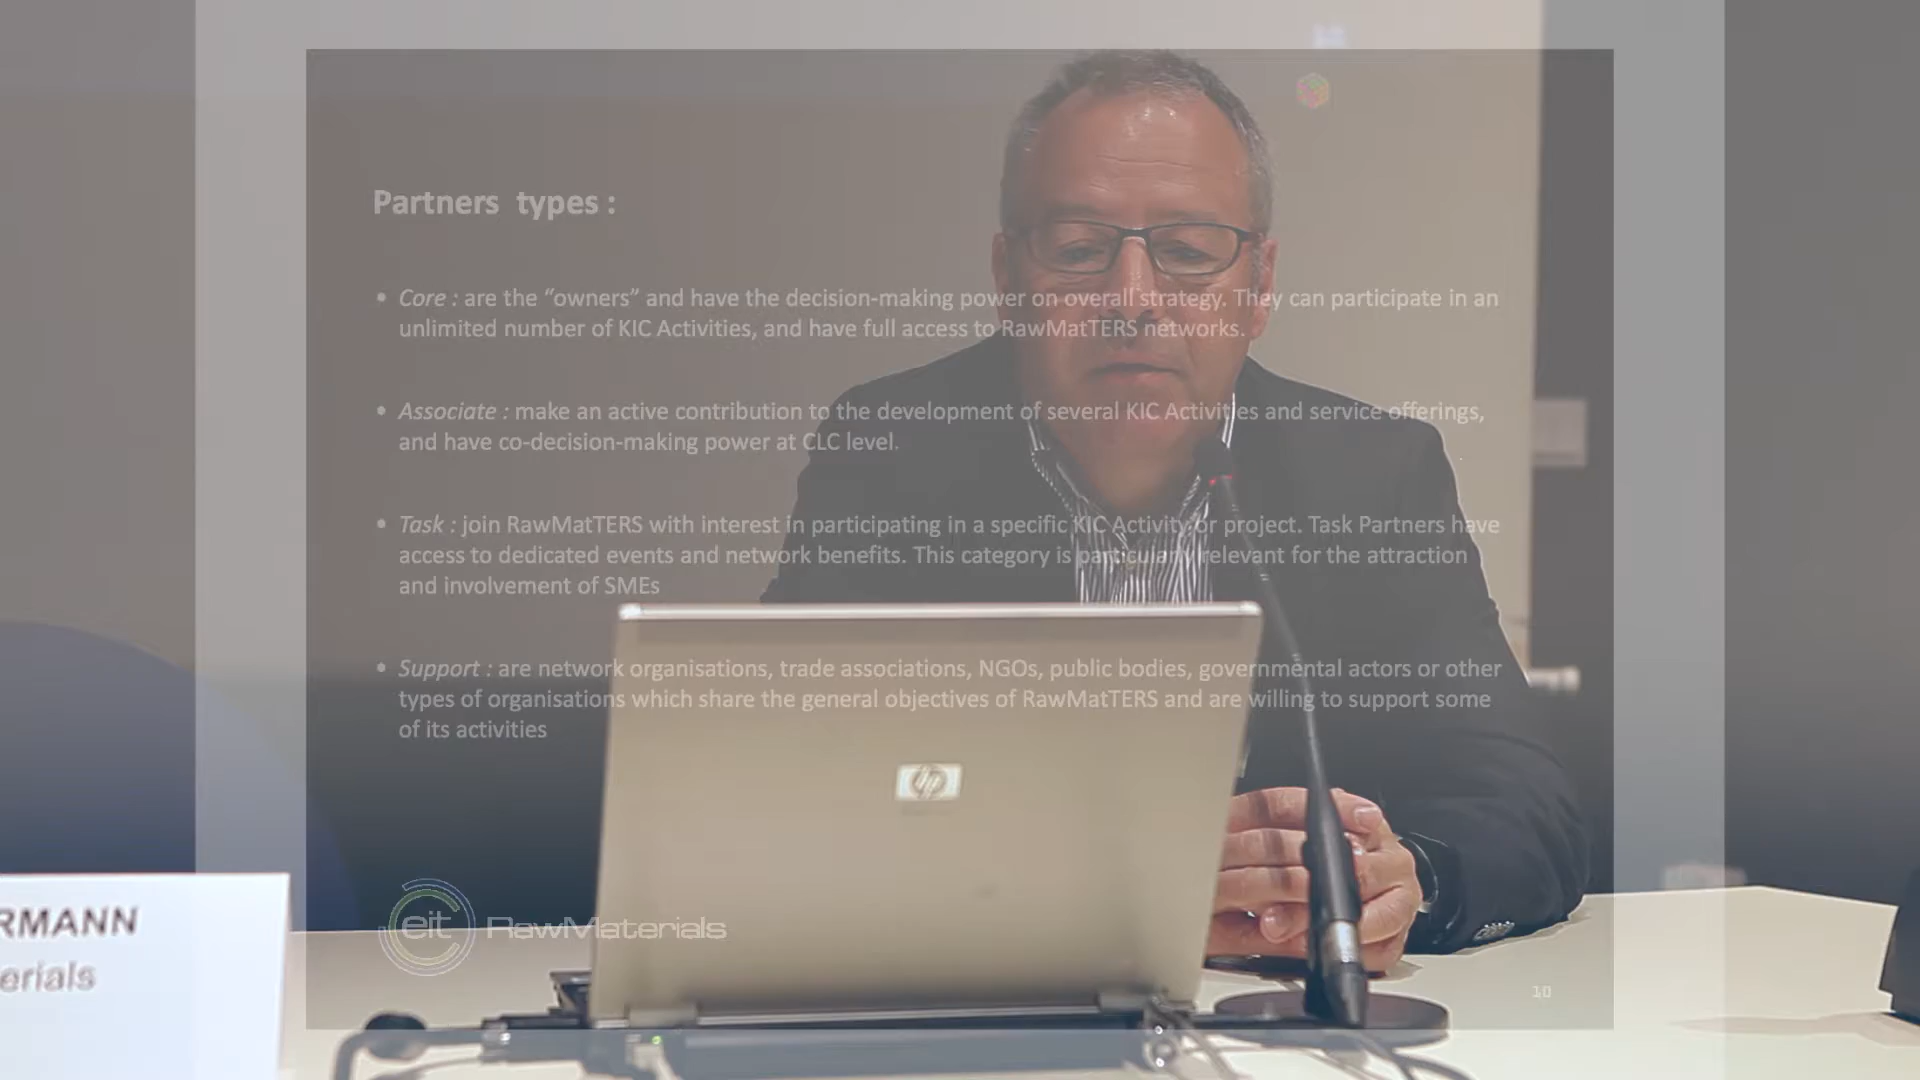 Partners types :
• Core : are the “owners” and have the decision-making power on overall strategy. They can participate in an
unlimited number of KIC Activities, and have full access to RawMatTERS networks.
• Associate : make an active contribution to the development of several KIC Activities and service offerings,
and have co-decision-making power at CLC level.
• Task : join RawMatTERS with interest in participating in a specific KIC Activity or project. Task Partners have
access to dedicated events and network benefits. This category is particularly relevant for the attraction
and involvement of SMEs
• Support : are network organisations, trade associations, NGOs, public bodies, governmental actors or other
types of organisations which share the general objectives of RawMatTERS and are willing to support some
of its activities
hp
RMANN
erials
eit RawMaterials
10